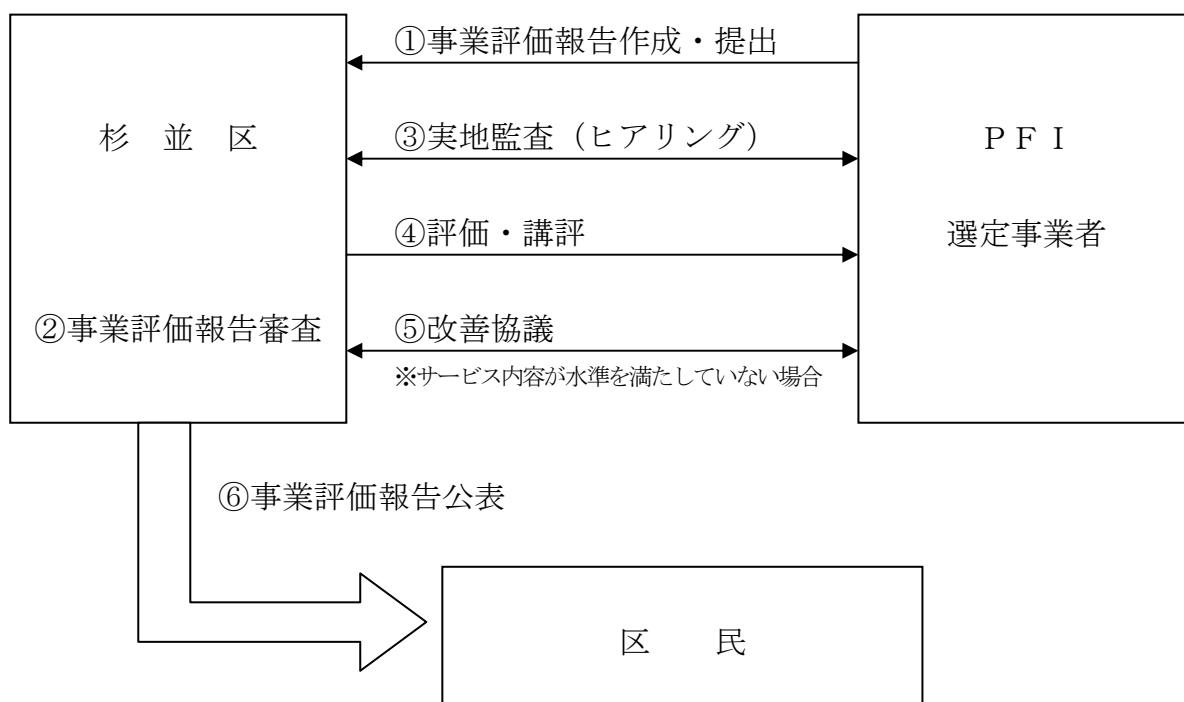 ①事業評価報告作成・提出
杉 並 区
③実地監査（ヒアリング）
ＰＦＩ
④評価・講評
選定事業者
②事業評価報告審査
⑤改善協議
※サービス内容が水準を満たしていない場合
⑥事業評価報告公表
区 民